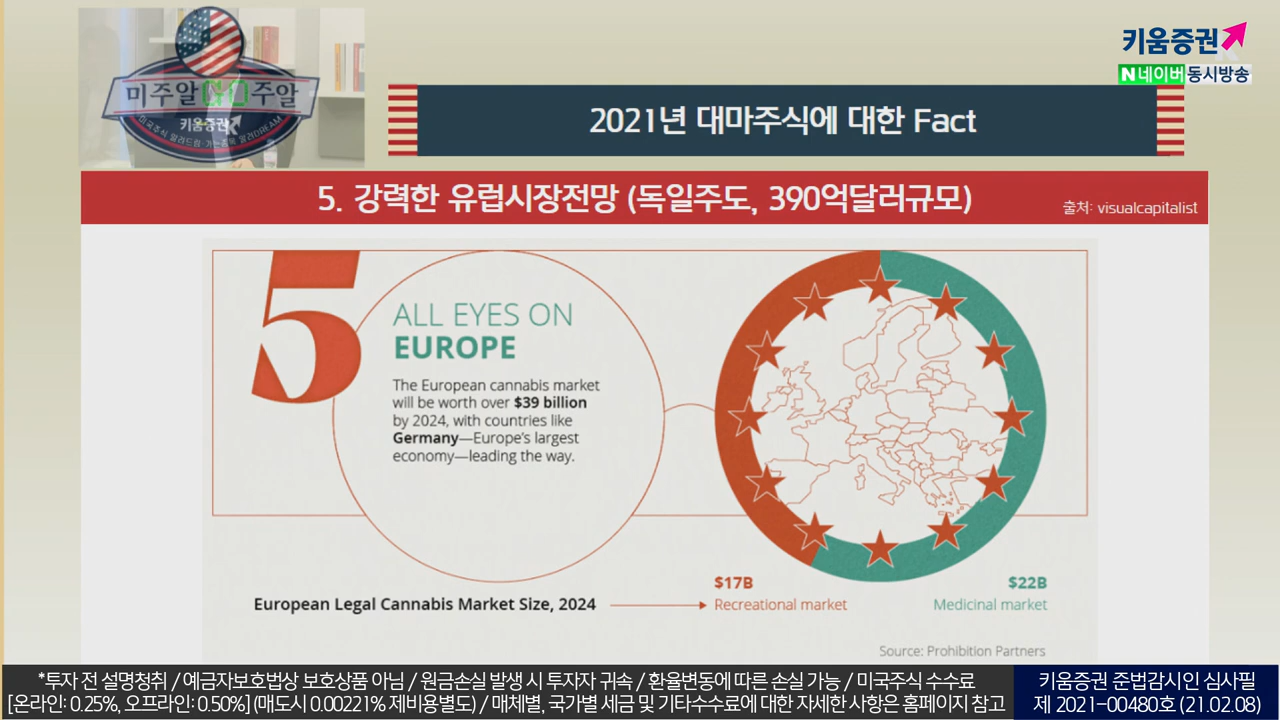 키움증권
N 네이버 동시방송
미주알GO주알
키움증권
2021년 대마주식에 대한 Fact
5. 강력한 유럽시장전망 (독일주도, 390억달러규모)
출처: visualcapitalist
5
ALL EYES ON
EUROPE
The European cannabis market
will be worth over $39 billion
by 2024, with countries like
Germany—Europe's largest
economy—leading the way.
$17B
Recreational market
$22B
Medicinal market
European Legal Cannabis Market Size, 2024
Source: Prohibition Partners
*투자 전 설명청취 / 예금자보호법상 보호상품 아님 / 원금손실 발생 시 투자자 귀속 / 환율변동에 따른 손실 가능 / 미국주식 수수료
[온라인: 0.25%, 오프라인: 0.50%] (매도시 0.00221% 제비용별도) / 매체별, 국가별 세금 및 기타수수료에 대한 자세한 사항은 홈페이지 참고
키움증권 준법감시인 심사필
제 2021-00480호 (21.02.08)